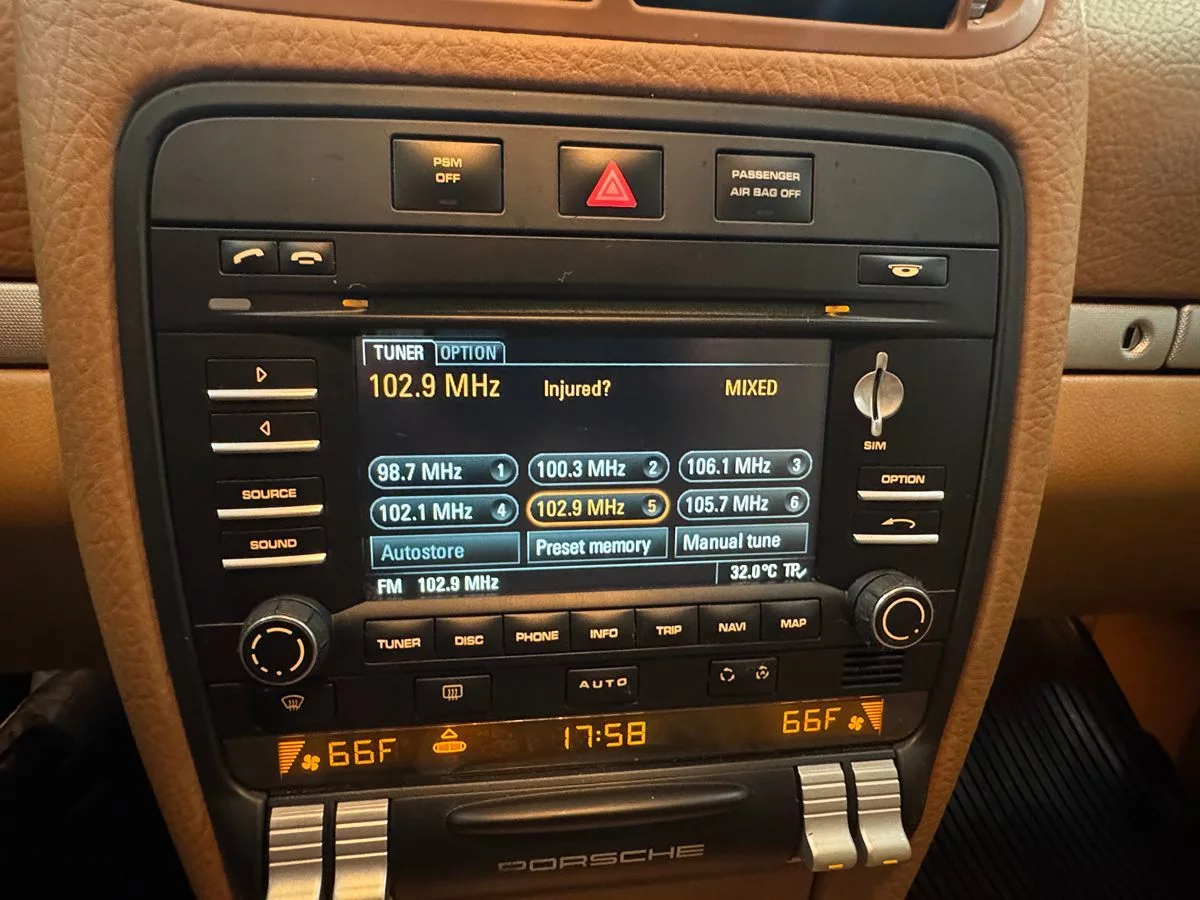 PSM
OFF
PASSENGER
AIR BAG OFF
TUNER OPTION
102.9 MHz Injured? MIXED
98.7 MHz 1 100.3 MHz 2 106.1 MHz 3
102.1 MHz 4 102.9 MHz 5 105.7 MHz 6
Autostore Preset memory Manual tune
FM 102.9 MHz 32.0°C TP✓
SIM
SOURCE
SOUND
OPTION
TUNER DISC PHONE INFO TRIP NAVI MAP
AUTO
66F 17:58 66F
PORSCHE